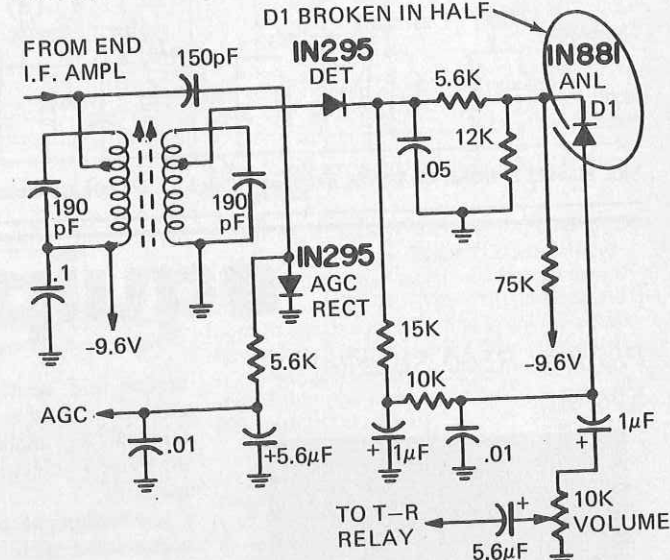 D1 BROKEN IN HALF
FROM END
I.F. AMPL
150pF
IN295
DET
5.6K
IN881
ANL
D1
12K
.05
190
pF
190
pF
.1
-9.6V
IN295
AGC
RECT
75K
-9.6V
15K
5.6K
10K
AGC
.01
+5.6µF
+
1µF
.01
1µF
+
TO T–R
RELAY
+
5.6µF
10K
VOLUME